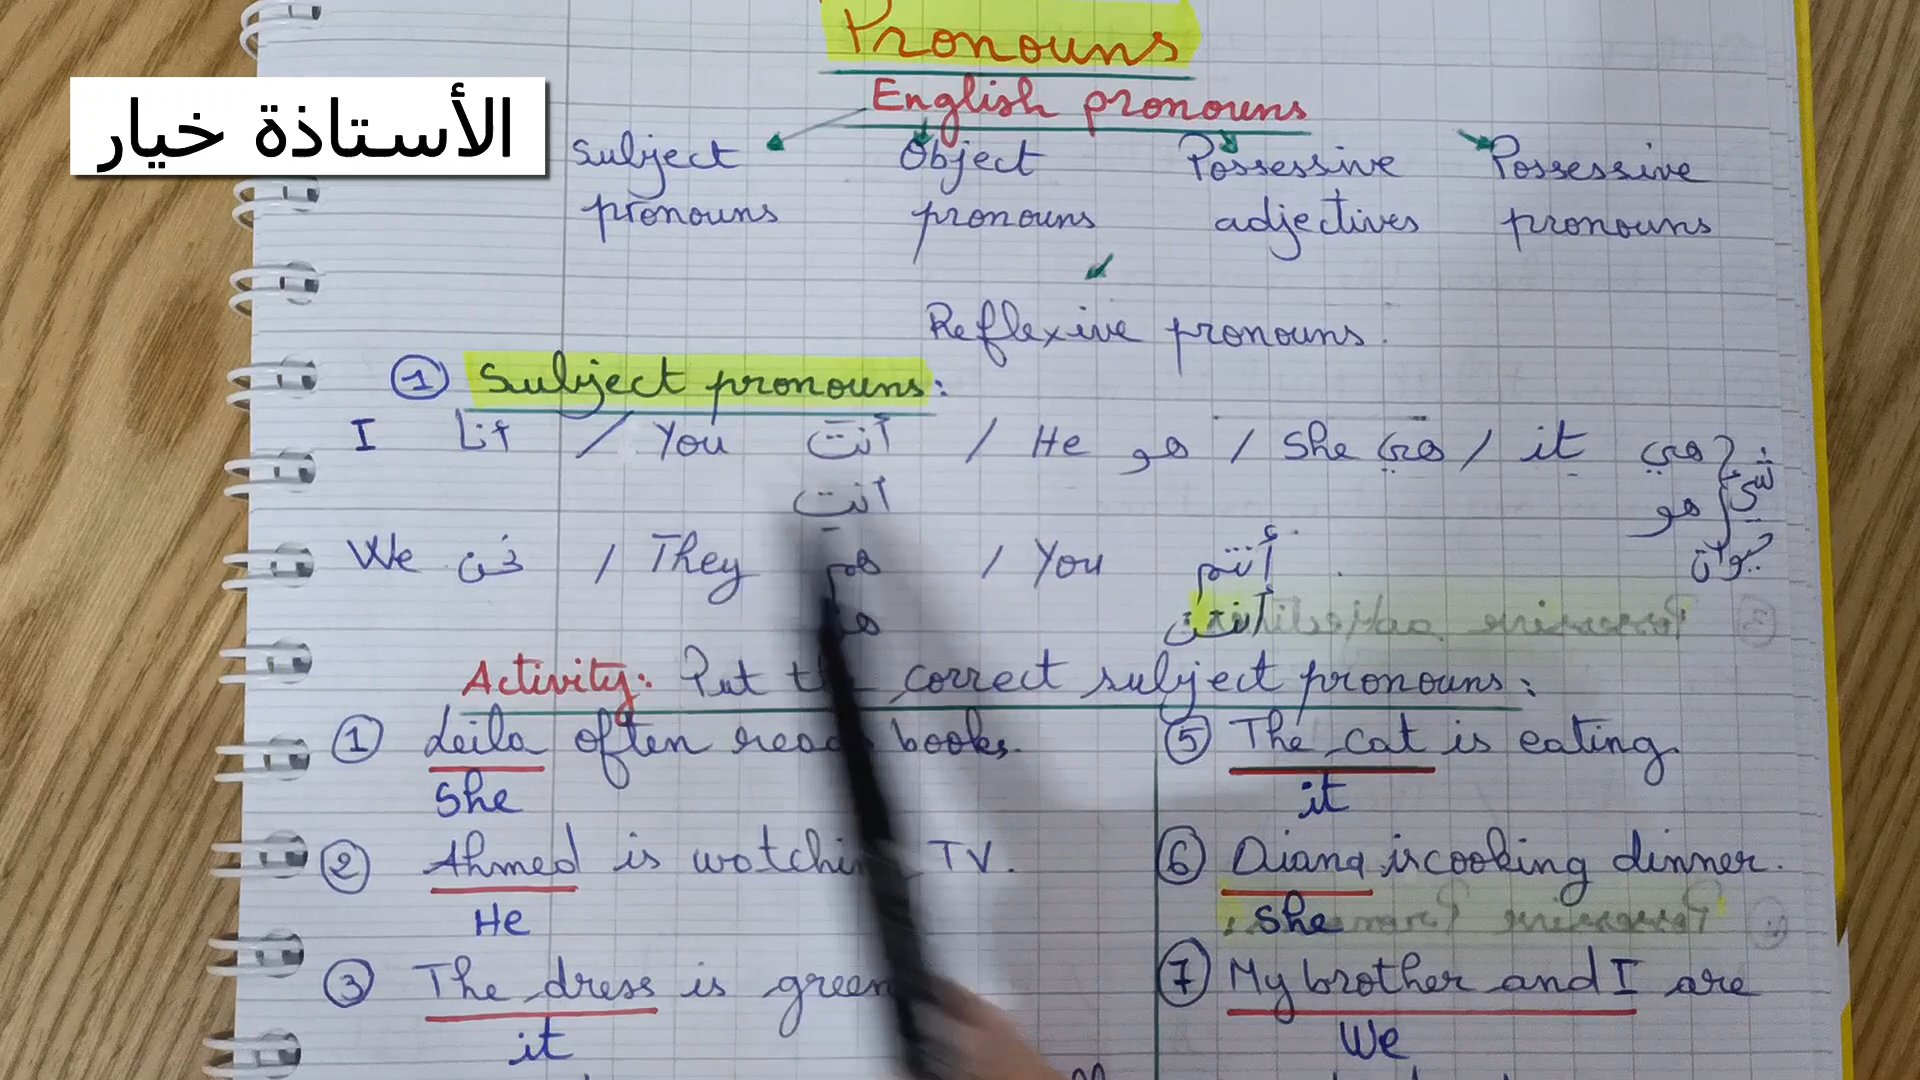 Pronouns
الأستاذة خيار
English pronouns
Subject pronouns
Object pronouns
Possessive adjectives
Possessive pronouns
Reflexive pronouns.
① Subject pronouns:
I أنا / You أنتَ / He هو / She هي / it هي شيئ
أنتِ هو حيوان
We نحن / They هم / You أنتم
هن أنتن
Activity: Put the correct subject pronouns:
① Leila often reads books.
She
② Ahmed is watching TV.
He
③ The dress is green
it
⑤ The cat is eating.
it
⑥ Diana is cooking dinner.
She
⑦ My brother and I are
We